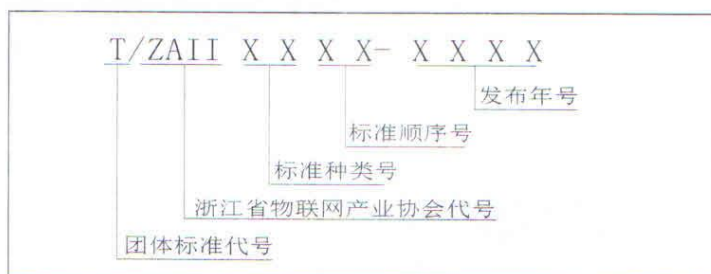 T/ZAII X X X X- X X X X
发布年号
标准顺序号
标准种类号
浙江省物联网产业协会代号
团体标准代号